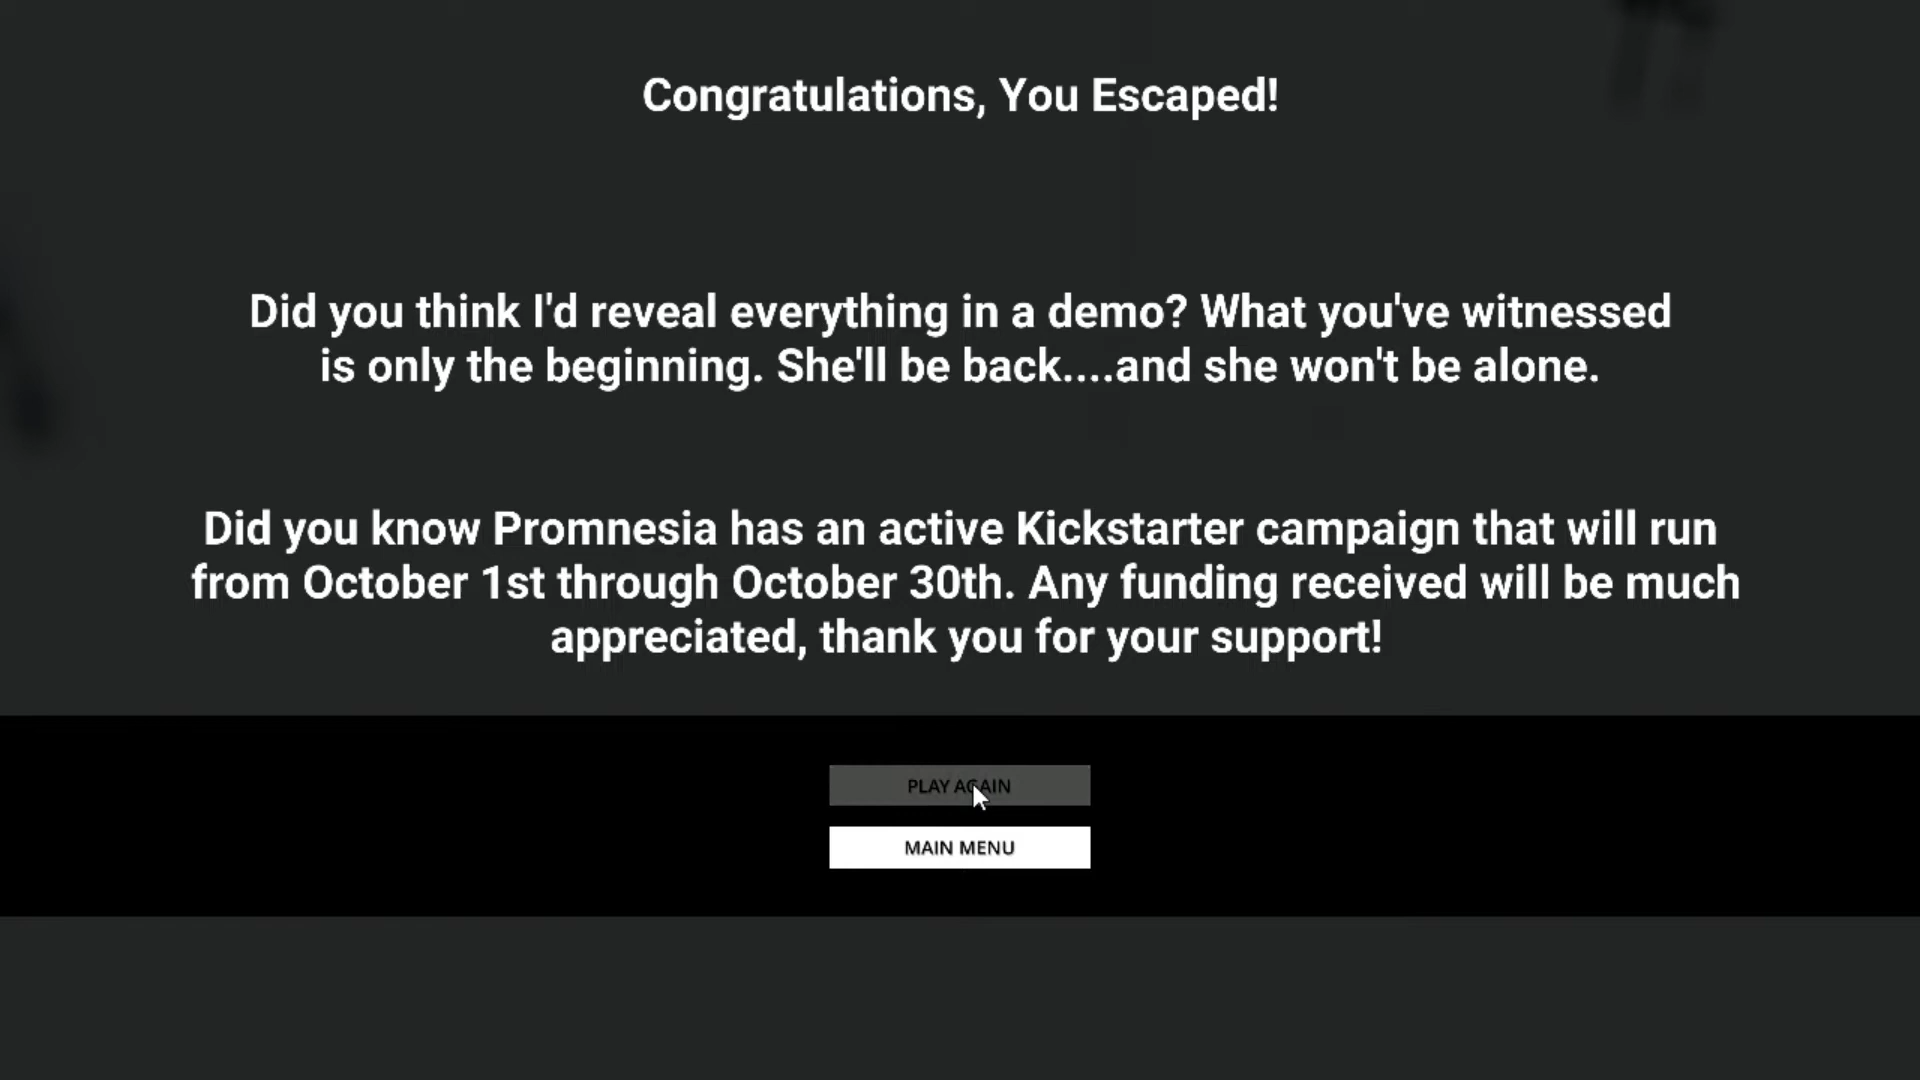 Congratulations, You Escaped!
Did you think I'd reveal everything in a demo? What you've witnessed
is only the beginning. She'll be back....and she won't be alone.
Did you know Promnesia has an active Kickstarter campaign that will run
from October 1st through October 30th. Any funding received will be much
appreciated, thank you for your support!
PLAY AGAIN
MAIN MENU